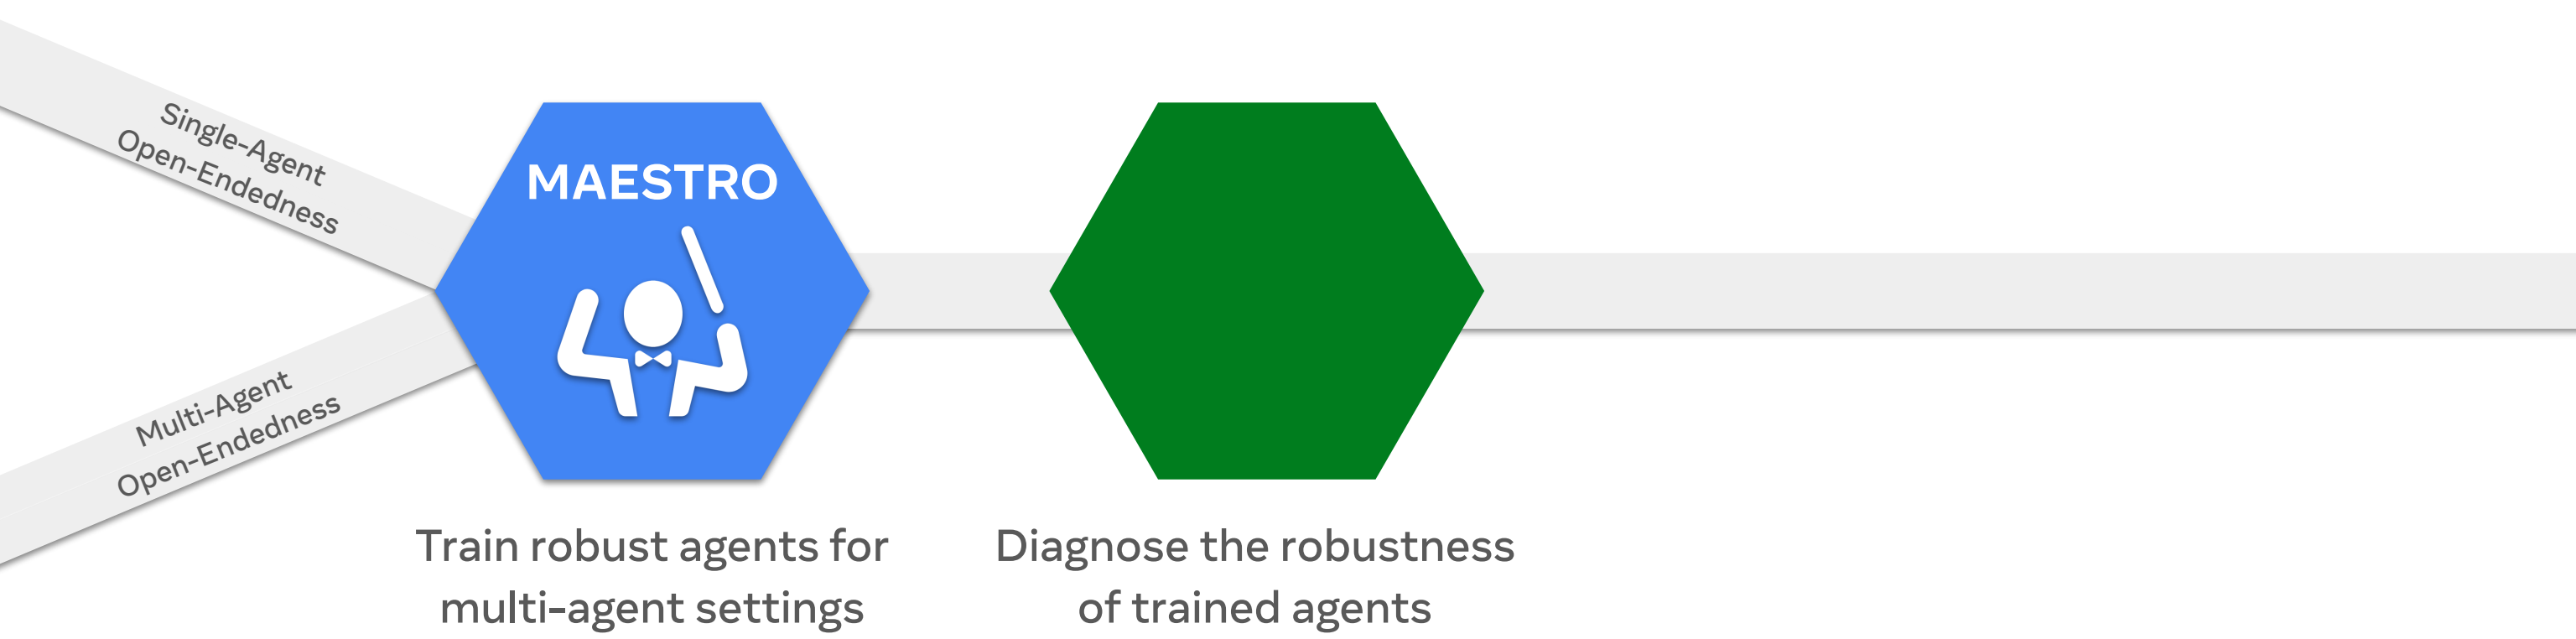 Single-Agent
Open-Endedness
Multi-Agent
Open-Endedness
MAESTRO
Train robust agents for
multi-agent settings
Diagnose the robustness
of trained agents